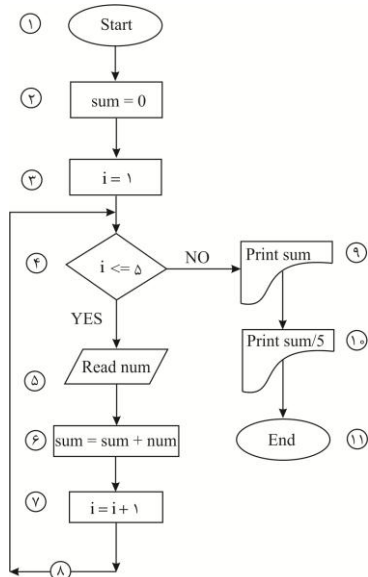 ۱ Start
۲ sum = 0
۳ i = ۱
۴ i <= ۵ NO Print sum ۹
YES
Print sum/5 ۱۰
۵ Read num
۶ sum = sum + num End ۱۱
۷ i = i + ۱
۸